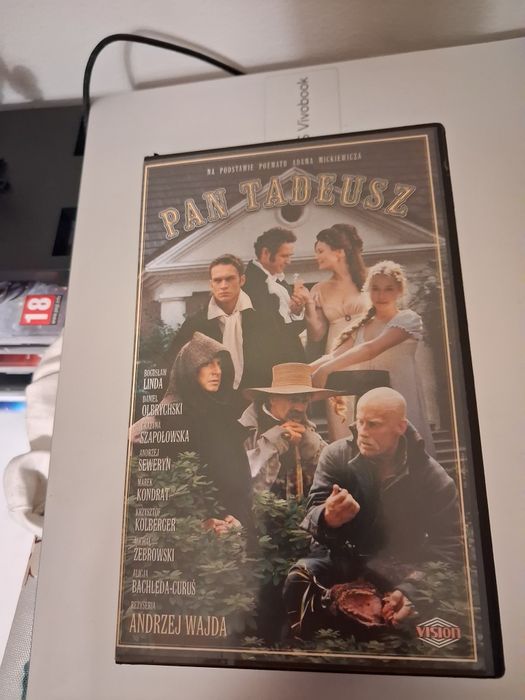 S Vivobook
NA PODSTAWIE POEMATU ADAMA MICKIEWICZA
PAN TADEUSZ
18
BOGUSŁAW
LINDA
DANIEL
OLBRYCHSKI
GRAŻYNA
SZAPOŁOWSKA
ANDRZEJ
SEWERYN
MAREK
KONDRAT
KRZYSZTOF
KOLBERGER
MICHAŁ
ŻEBROWSKI
ALICJA
BACHLEDA-CURUŚ
REŻYSERIA
ANDRZEJ WAJDA
VISION